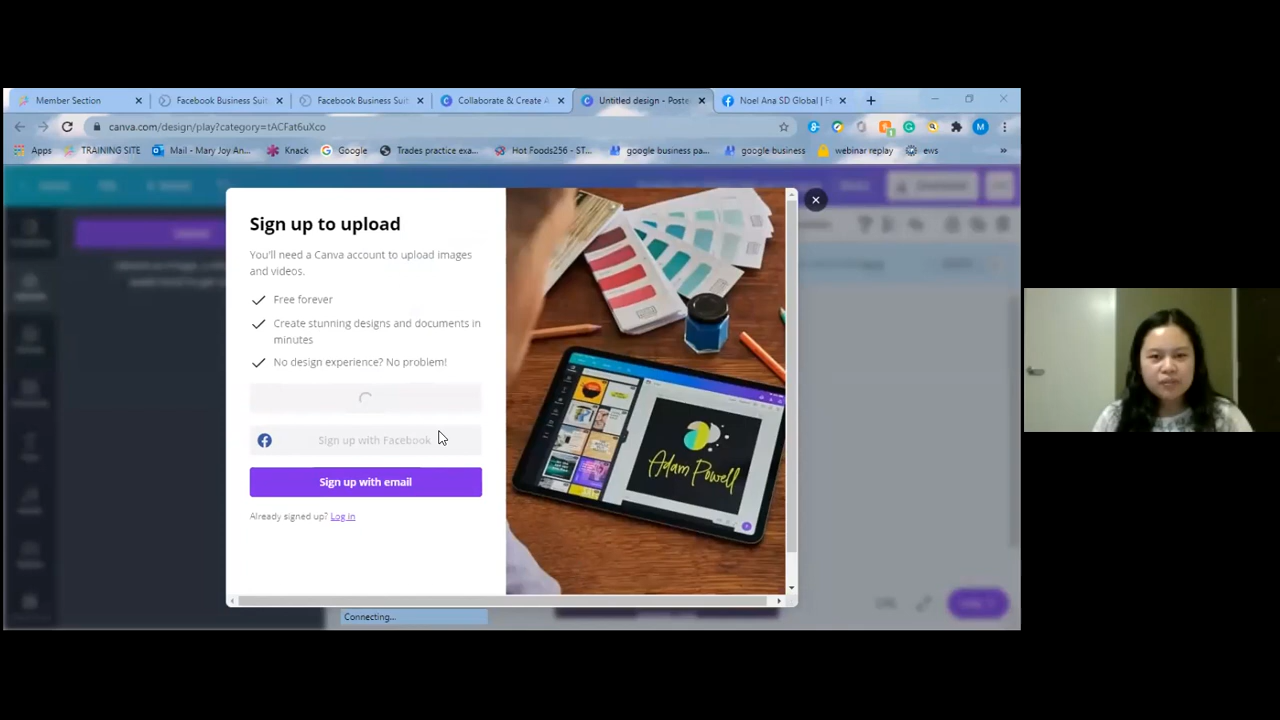 Member Section
Facebook Business Suit
Facebook Business Suit
Collaborate & Create A
Untitled design - Poste
Noel Ana SD Global | F
canva.com/design/play?category=tACFat6uXco
Apps
TRAINING SITE
Mail - Mary Joy An...
Knack
Google
Trades practice exa...
Hot Foods256 - ST...
google business pa...
google business
webinar replay
ews
Sign up to upload
You'll need a Canva account to upload images
and videos.
Free forever
Create stunning designs and documents in
minutes
No design experience? No problem!
Sign up with Facebook
Sign up with email
Already signed up? Log in
Adam Powell
Connecting...